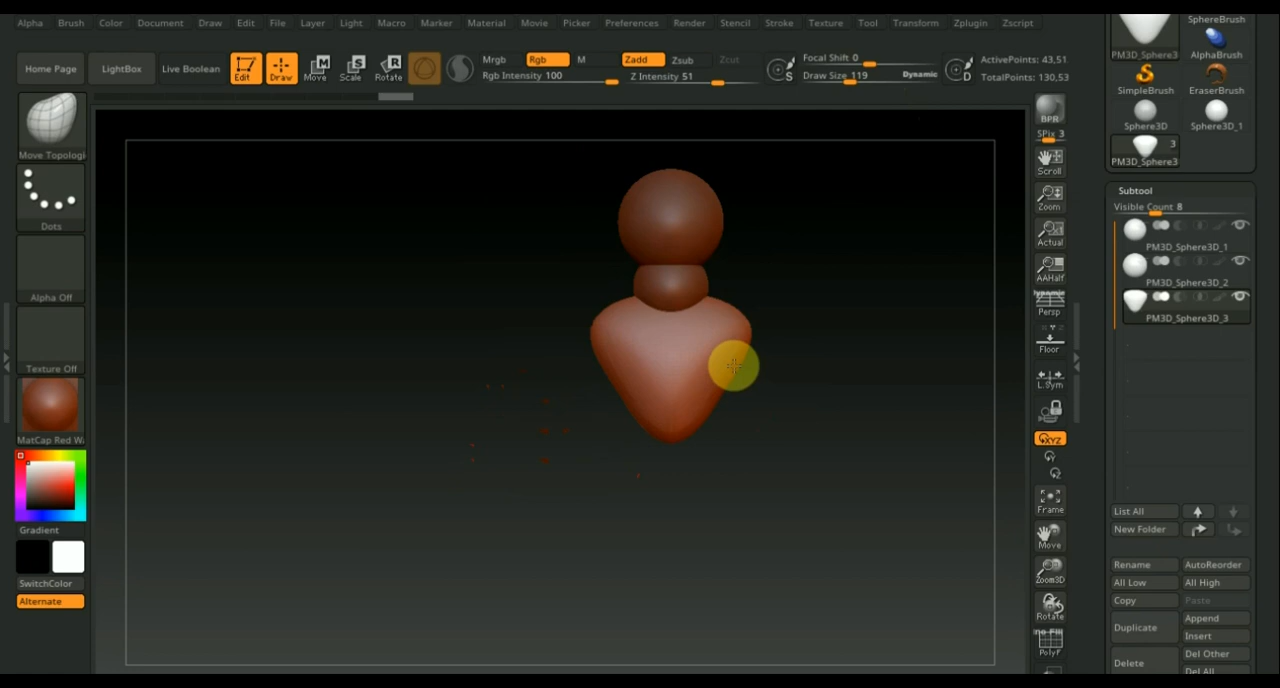 Alpha Brush Color Document Draw Edit File Layer Light Macro Marker Material Movie Picker Preferences Render Stencil Stroke Texture Tool Transform Zplugin Zscript
Home Page
LightBox
Live Boolean
Edit
Draw
Move
Scale
Rotate
Mrgb Rgb M
Rgb Intensity 100
Zadd Zsub Zcut
Z Intensity 51
S
Focal Shift 0
Draw Size 119 Dynamic
D
ActivePoints: 43,51
TotalPoints: 130,53
Move Topologi
Dots
Alpha Off
Texture Off
MatCap Red W
Gradient
SwitchColor
Alternate
BPR
SPix 3
Scroll
Zoom
Actual
AAHalf
Dynamic
Persp
Floor
L.Sym
XYZ
Y
Z
Frame
Move
Zoom3D
Rotate
PolyF
SphereBrush
PM3D_Sphere3
AlphaBrush
SimpleBrush
EraserBrush
Sphere3D
Sphere3D_1
3
PM3D_Sphere3
Subtool
Visible Count 8
PM3D_Sphere3D_1
PM3D_Sphere3D_2
PM3D_Sphere3D_3
List All
New Folder
Rename AutoReorder
All Low All High
Copy Paste
Duplicate
Append
Insert
Delete
Del Other
Del All